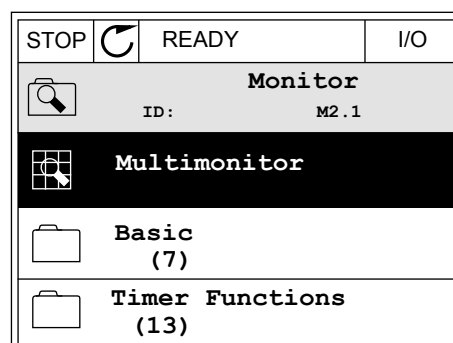 STOP READY I/O
Monitor
ID: M2.1
Multimonitor
Basic
(7)
Timer Functions
(13)